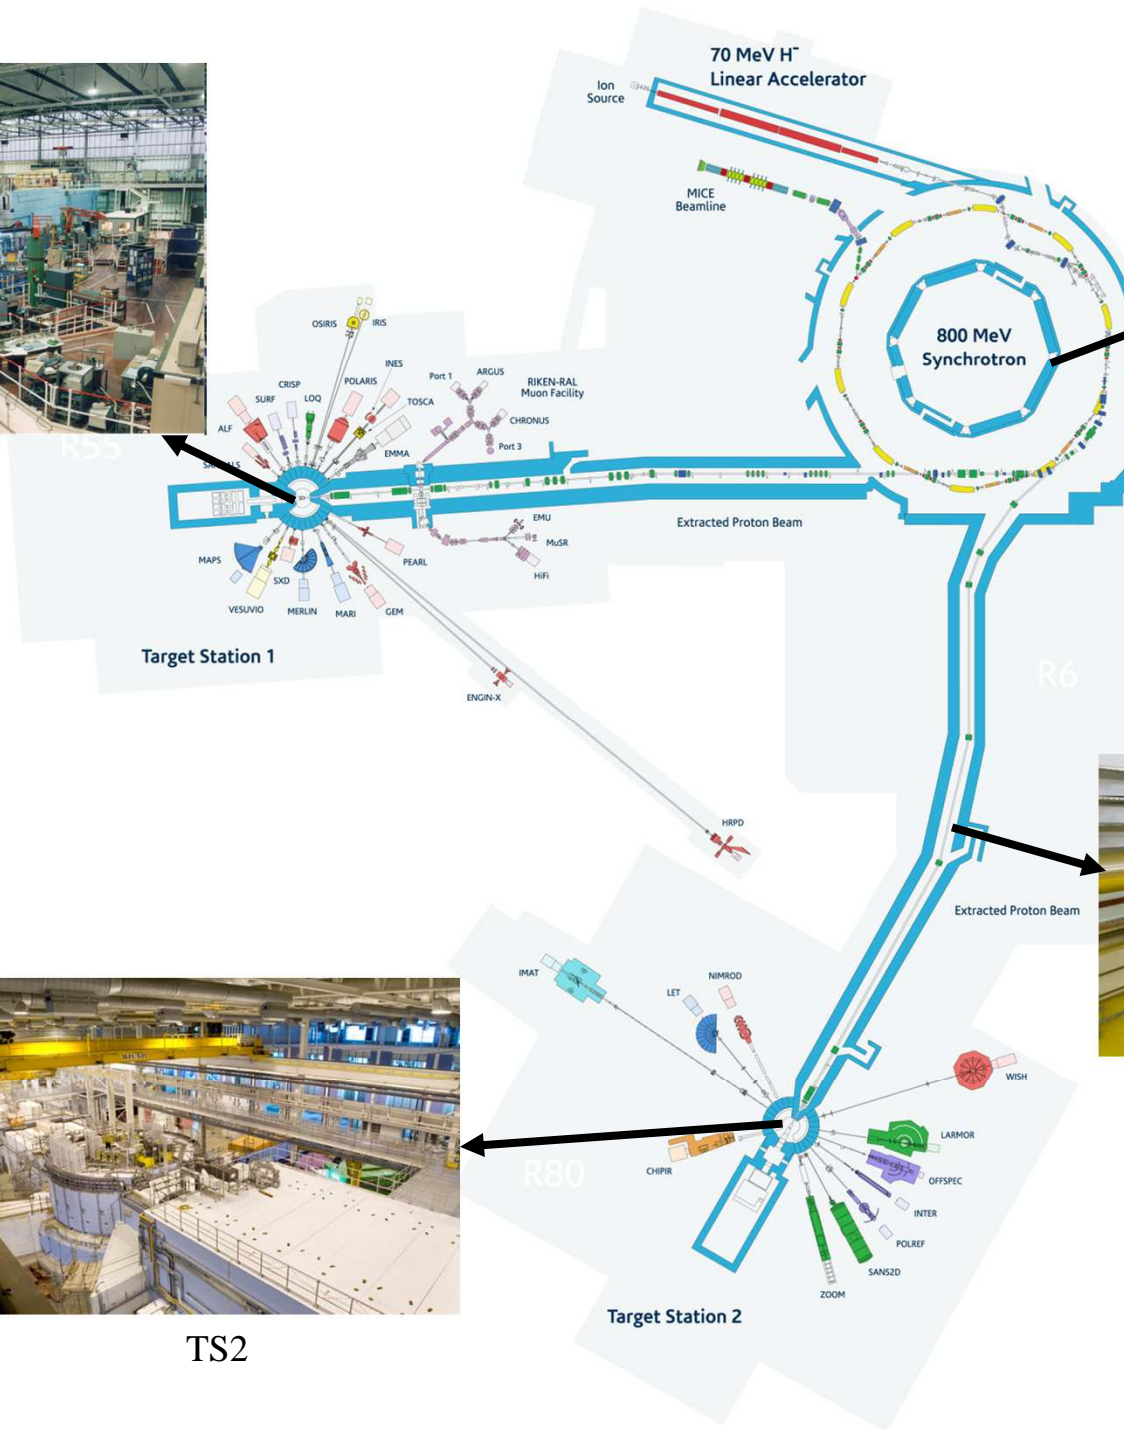 70 MeV H⁻
Linear Accelerator
Ion
Source
MICE
Beamline
800 MeV
Synchrotron
OSIRIS
IRIS
INES
CRISP
POLARIS
SURF
LOQ
TOSCA
ALF
EMMA
Port 1
ARGUS
RIKEN-RAL
Muon Facility
CHRONUS
Port 3
R55
Extracted Proton Beam
EMU
MuSR
HiFi
PEARL
MAPS
SXD
VESUVIO
MERLIN
MARI
GEM
Target Station 1
ENGIN-X
R6
HRPD
Extracted Proton Beam
IMAT
NIMROD
LET
WISH
LARMOR
CHIPIR
OFFSPEC
R80
INTER
POLREF
SANS2D
ZOOM
Target Station 2
TS2